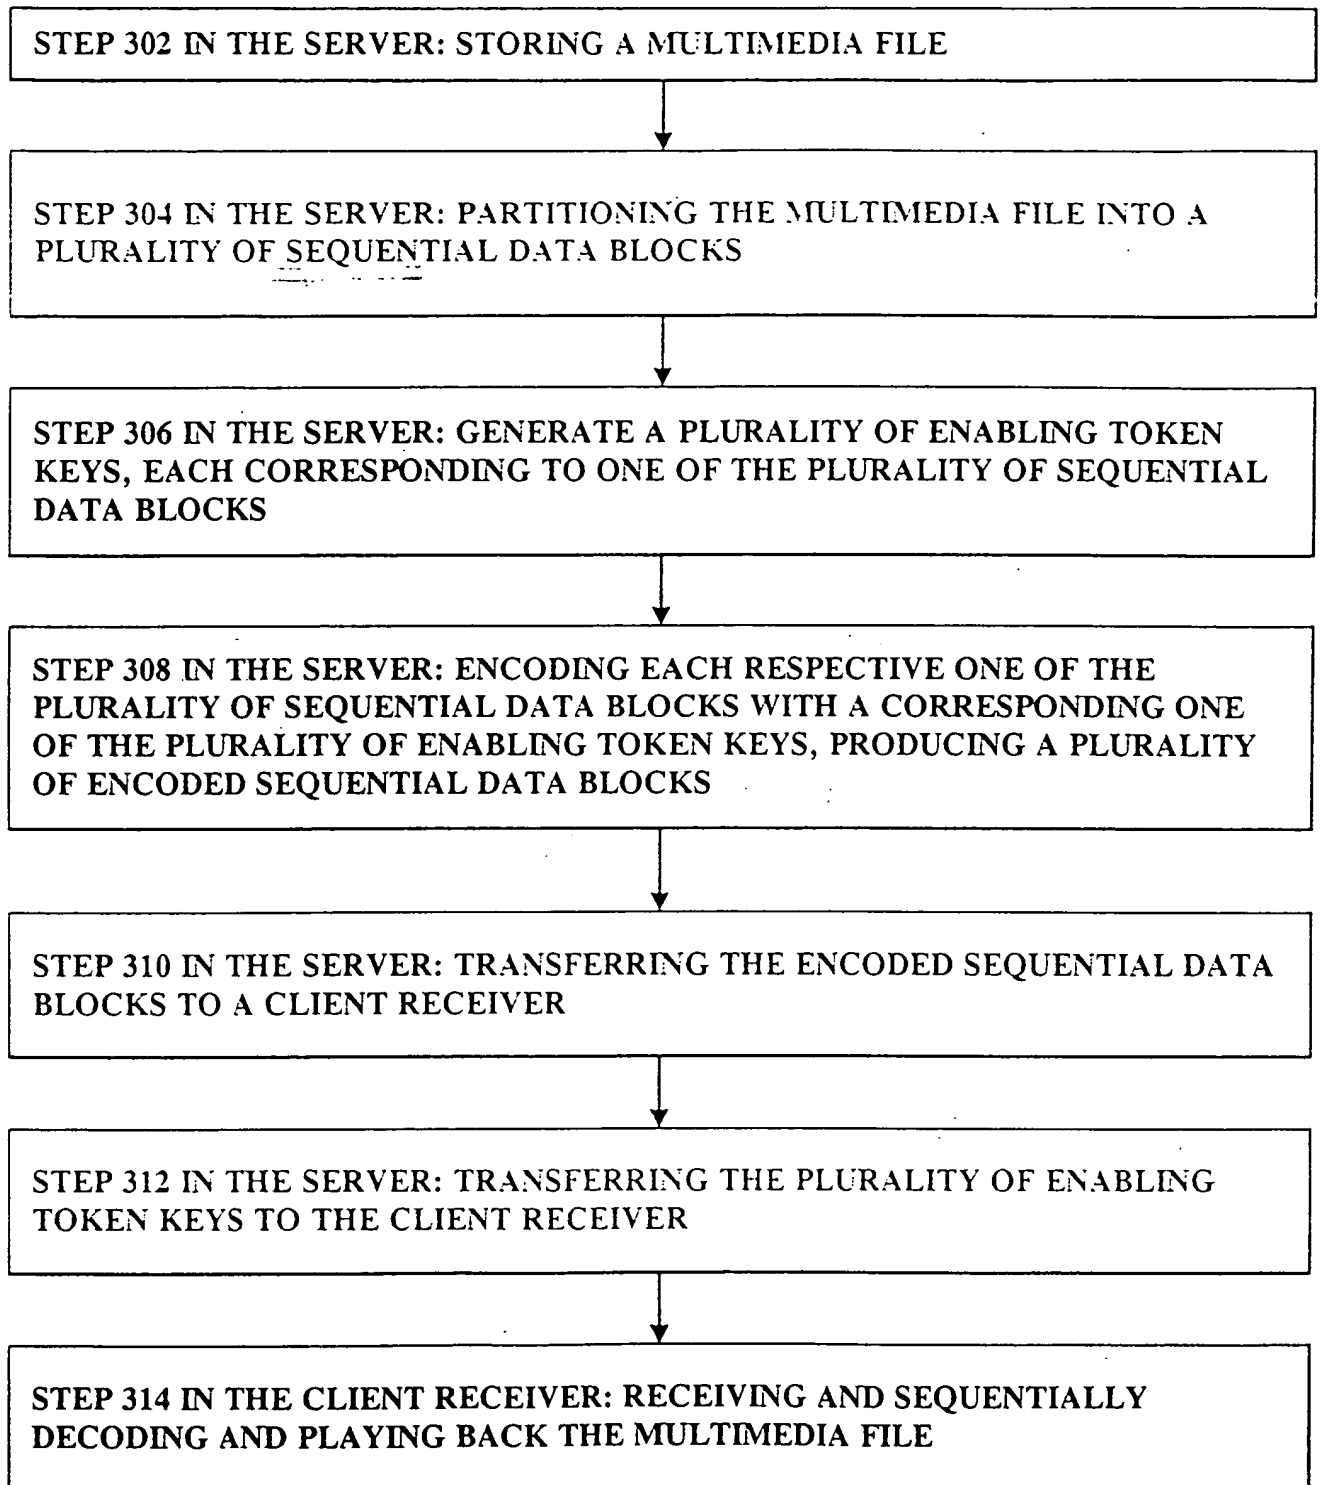 STEP 302 IN THE SERVER: STORING A MULTIMEDIA FILE
STEP 304 IN THE SERVER: PARTITIONING THE MULTIMEDIA FILE INTO A
PLURALITY OF SEQUENTIAL DATA BLOCKS
STEP 306 IN THE SERVER: GENERATE A PLURALITY OF ENABLING TOKEN
KEYS, EACH CORRESPONDING TO ONE OF THE PLURALITY OF SEQUENTIAL
DATA BLOCKS
STEP 308 IN THE SERVER: ENCODING EACH RESPECTIVE ONE OF THE
PLURALITY OF SEQUENTIAL DATA BLOCKS WITH A CORRESPONDING ONE
OF THE PLURALITY OF ENABLING TOKEN KEYS, PRODUCING A PLURALITY
OF ENCODED SEQUENTIAL DATA BLOCKS
STEP 310 IN THE SERVER: TRANSFERRING THE ENCODED SEQUENTIAL DATA
BLOCKS TO A CLIENT RECEIVER
STEP 312 IN THE SERVER: TRANSFERRING THE PLURALITY OF ENABLING
TOKEN KEYS TO THE CLIENT RECEIVER
STEP 314 IN THE CLIENT RECEIVER: RECEIVING AND SEQUENTIALLY
DECODING AND PLAYING BACK THE MULTIMEDIA FILE